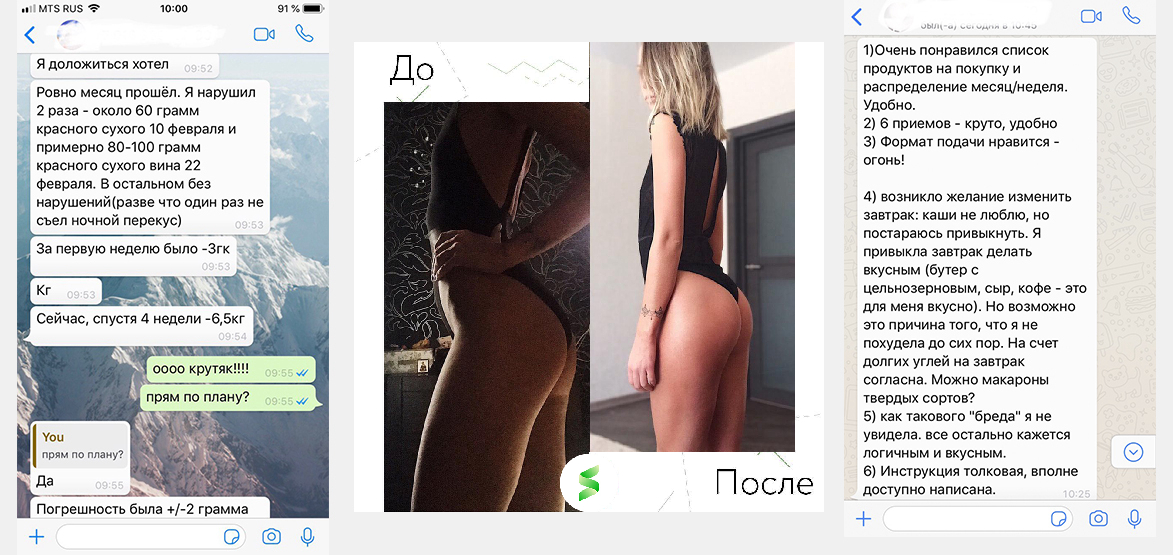 MTS RUS 10:00 91 %
Я доложиться хотел 09:52
Ровно месяц прошёл. Я нарушил
2 раза - около 60 грамм
красного сухого 10 февраля и
примерно 80-100 грамм
красного сухого вина 22
февраля. В остальном без
нарушений(разве что один раз не
съел ночной перекус) 09:53
За первую неделю было -3гк
09:53
Кг 09:53
Сейчас, спустя 4 недели -6,5кг
09:54
оооо крутяк!!!! 09:55
прям по плану? 09:55
You
прям по плану?
Да 09:55
Погрешность была +/-2 грамма
До
После
был(-а) сегодня в 10:45
1)Очень понравился список
продуктов на покупку и
распределение месяц/неделя.
Удобно.
2) 6 приемов - круто, удобно
3) Формат подачи нравится -
огонь!
4) возникло желание изменить
завтрак: каши не люблю, но
постараюсь привыкнуть. Я
привыкла завтрак делать
вкусным (бутер с
цельнозерновым, сыр, кофе - это
для меня вкусно). Но возможно
это причина того, что я не
похудела до сих пор. На счет
долгих углей на завтрак
согласна. Можно макароны
твердых сортов?
5) как такового "бреда" я не
увидела. все остально кажется
логичным и вкусным.
6) Инструкция толковая, вполне
доступно написана. 10:25